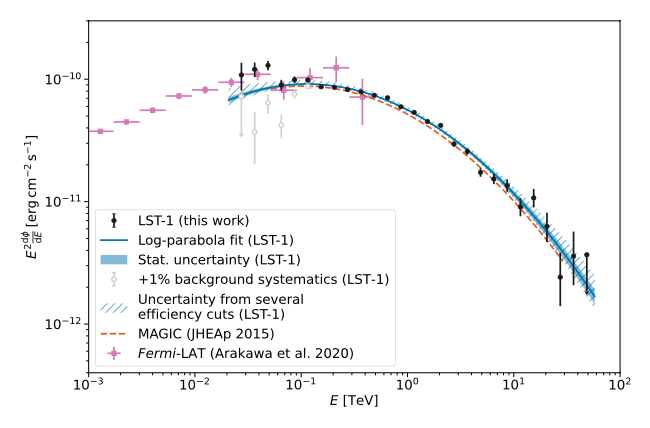 10⁻¹⁰
10⁻¹¹
10⁻¹²
E² dϕ/dE [erg cm⁻² s⁻¹]
LST-1 (this work)
Log-parabola fit (LST-1)
Stat. uncertainty (LST-1)
+1% background systematics (LST-1)
Uncertainty from several
efficiency cuts (LST-1)
MAGIC (JHEAp 2015)
Fermi-LAT (Arakawa et al. 2020)
10⁻³ 10⁻² 10⁻¹ 10⁰ 10¹ 10²
E [TeV]